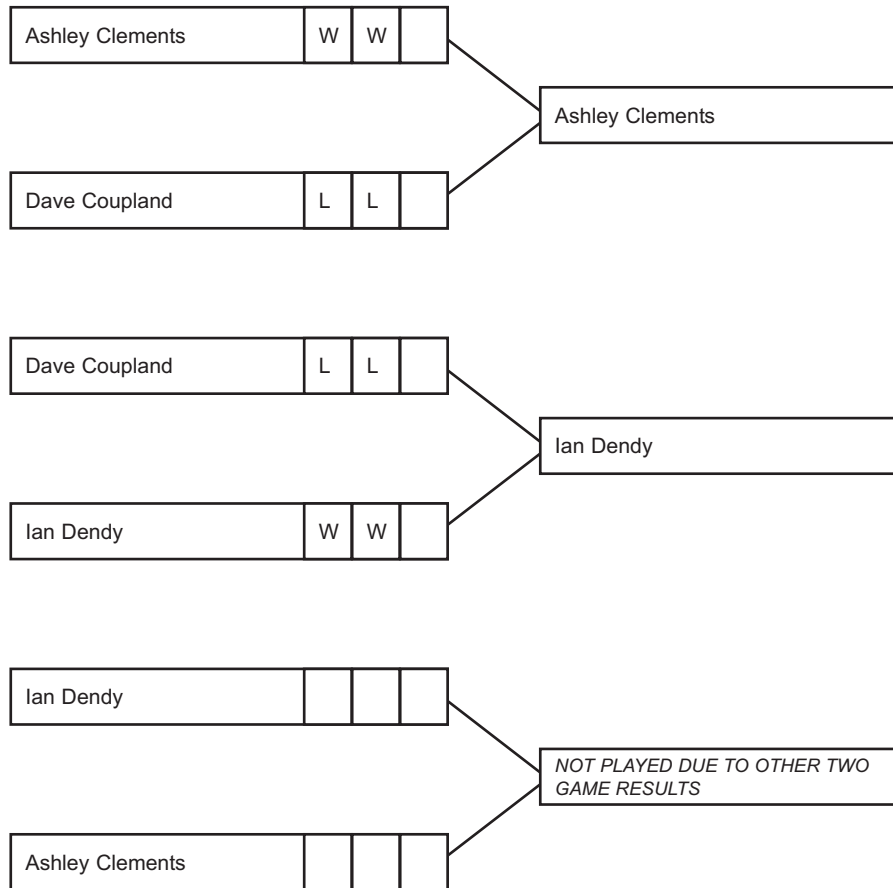 Ashley Clements W W
Ashley Clements
Dave Coupland L L
Dave Coupland L L
Ian Dendy
Ian Dendy W W
Ian Dendy
NOT PLAYED DUE TO OTHER TWO
GAME RESULTS
Ashley Clements